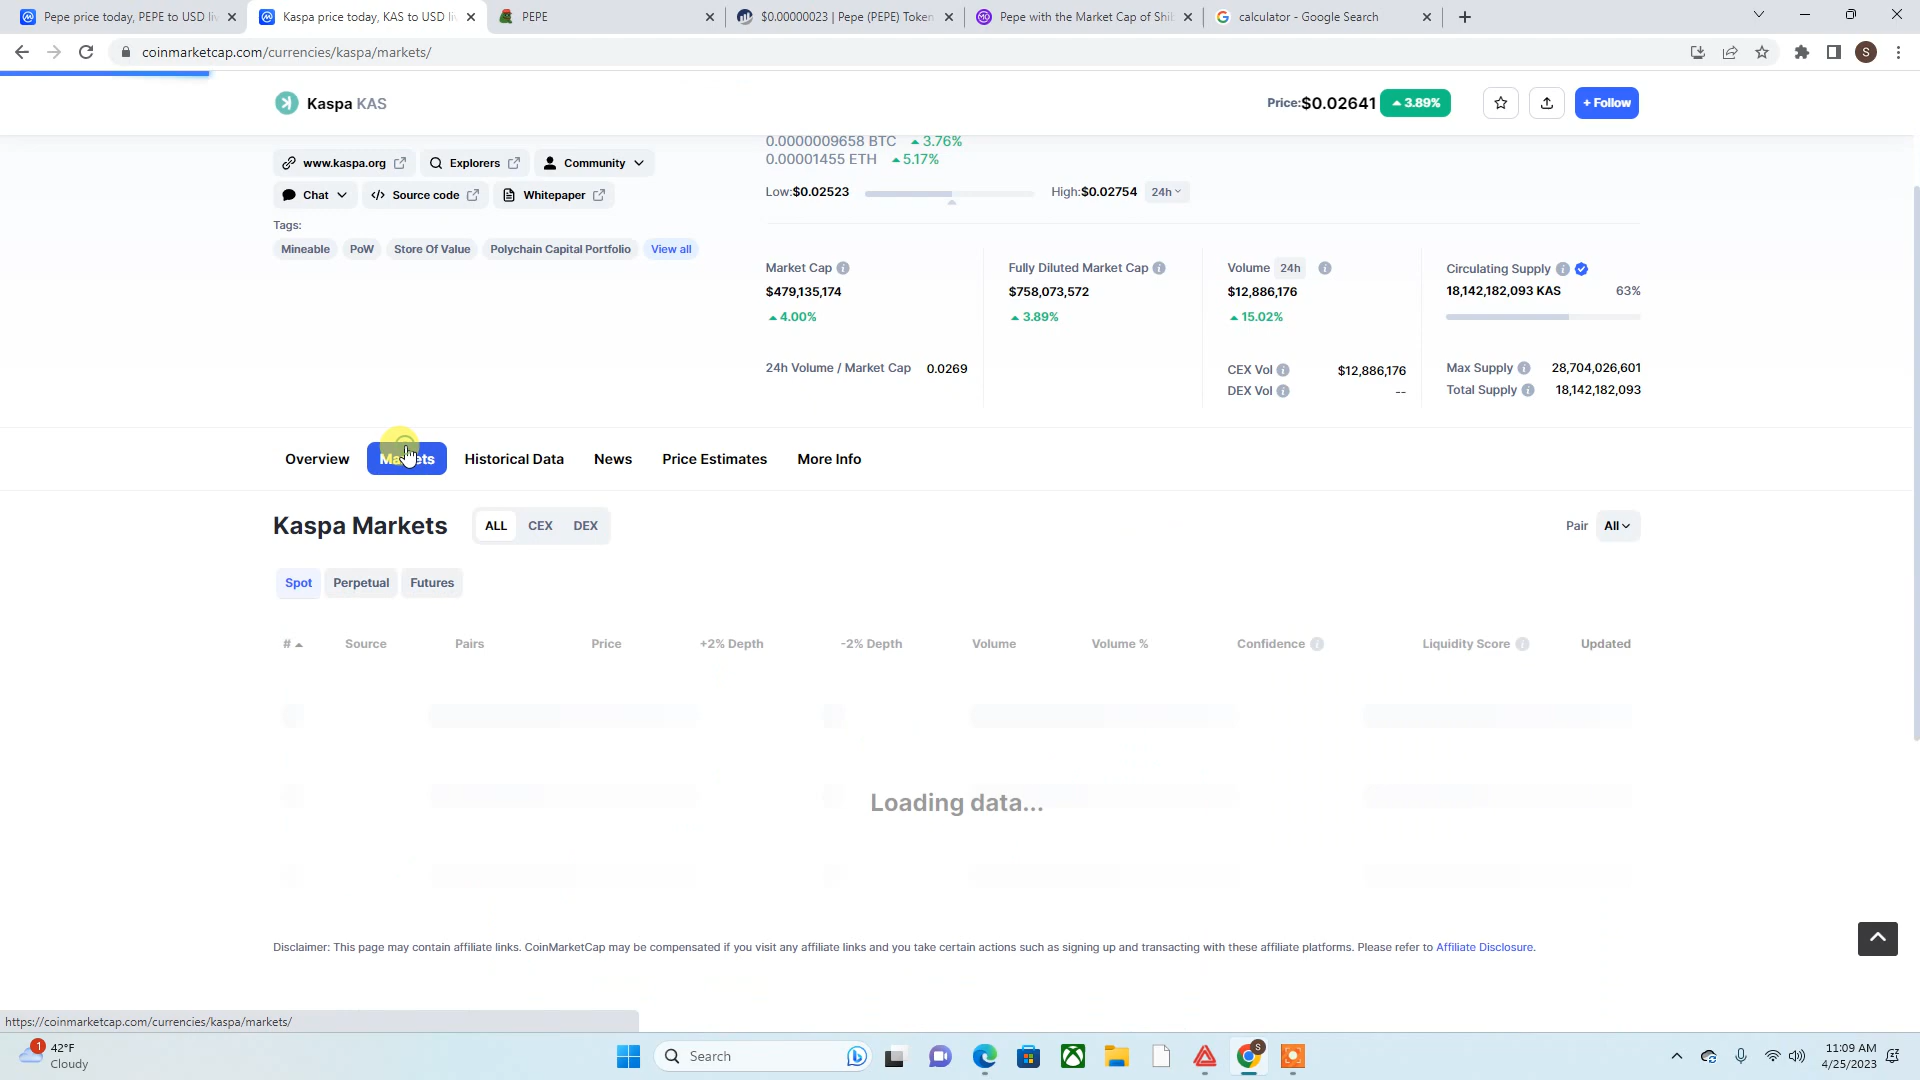 Pepe price today, PEPE to USD li
Kaspa price today, KAS to USD li
PEPE
$0.00000023 | Pepe (PEPE) Token
Pepe with the Market Cap of Shi
calculator - Google Search
coinmarketcap.com/currencies/kaspa/markets/
S
Kaspa KAS
Price:$0.02641 3.89%
+ Follow
0.0000009658 BTC 3.76%
0.00001455 ETH 5.17%
www.kaspa.org Explorers Community
Chat Source code Whitepaper
Low:$0.02523 High:$0.02754 24h
Tags:
Mineable PoW Store Of Value Polychain Capital Portfolio View all
Market Cap Fully Diluted Market Cap Volume 24h Circulating Supply
$479,135,174 $758,073,572 $12,886,176 18,142,182,093 KAS 63%
4.00% 3.89% 15.02%
24h Volume / Market Cap 0.0269 CEX Vol $12,886,176 Max Supply 28,704,026,601
DEX Vol -- Total Supply 18,142,182,093
Overview Markets Historical Data News Price Estimates More Info
Kaspa Markets ALL CEX DEX Pair All
Spot Perpetual Futures
# Source Pairs Price +2% Depth -2% Depth Volume Volume % Confidence Liquidity Score Updated
Loading data...
Disclaimer: This page may contain affiliate links. CoinMarketCap may be compensated if you visit any affiliate links and you take certain actions such as signing up and transacting with these affiliate platforms. Please refer to Affiliate Disclosure.
https://coinmarketcap.com/currencies/kaspa/markets/
1 42°F
Cloudy
Search
S
11:09 AM
4/25/2023